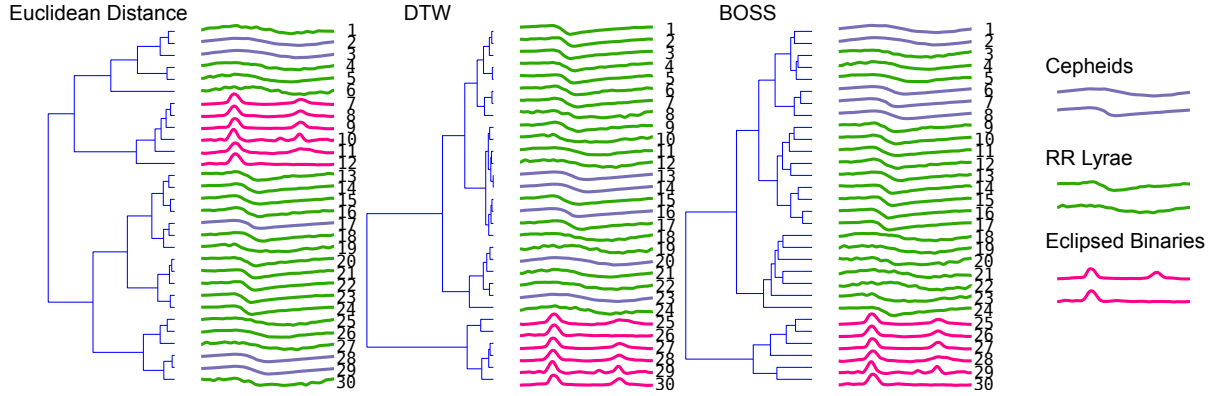 Euclidean Distance DTW BOSS
1 1 1
2 2 2
3 3 3
4 4 4
5 5 5
6 6 6
7 7 7
8 8 8
9 9 9
10 10 10
11 11 11
12 12 12
13 13 13
14 14 14
15 15 15
16 16 16
17 17 17
18 18 18
19 19 19
20 20 20
21 21 21
22 22 22
23 23 23
24 24 24
25 25 25
26 26 26
27 27 27
28 28 28
29 29 29
30 30 30
Cepheids
RR Lyrae
Eclipsed Binaries